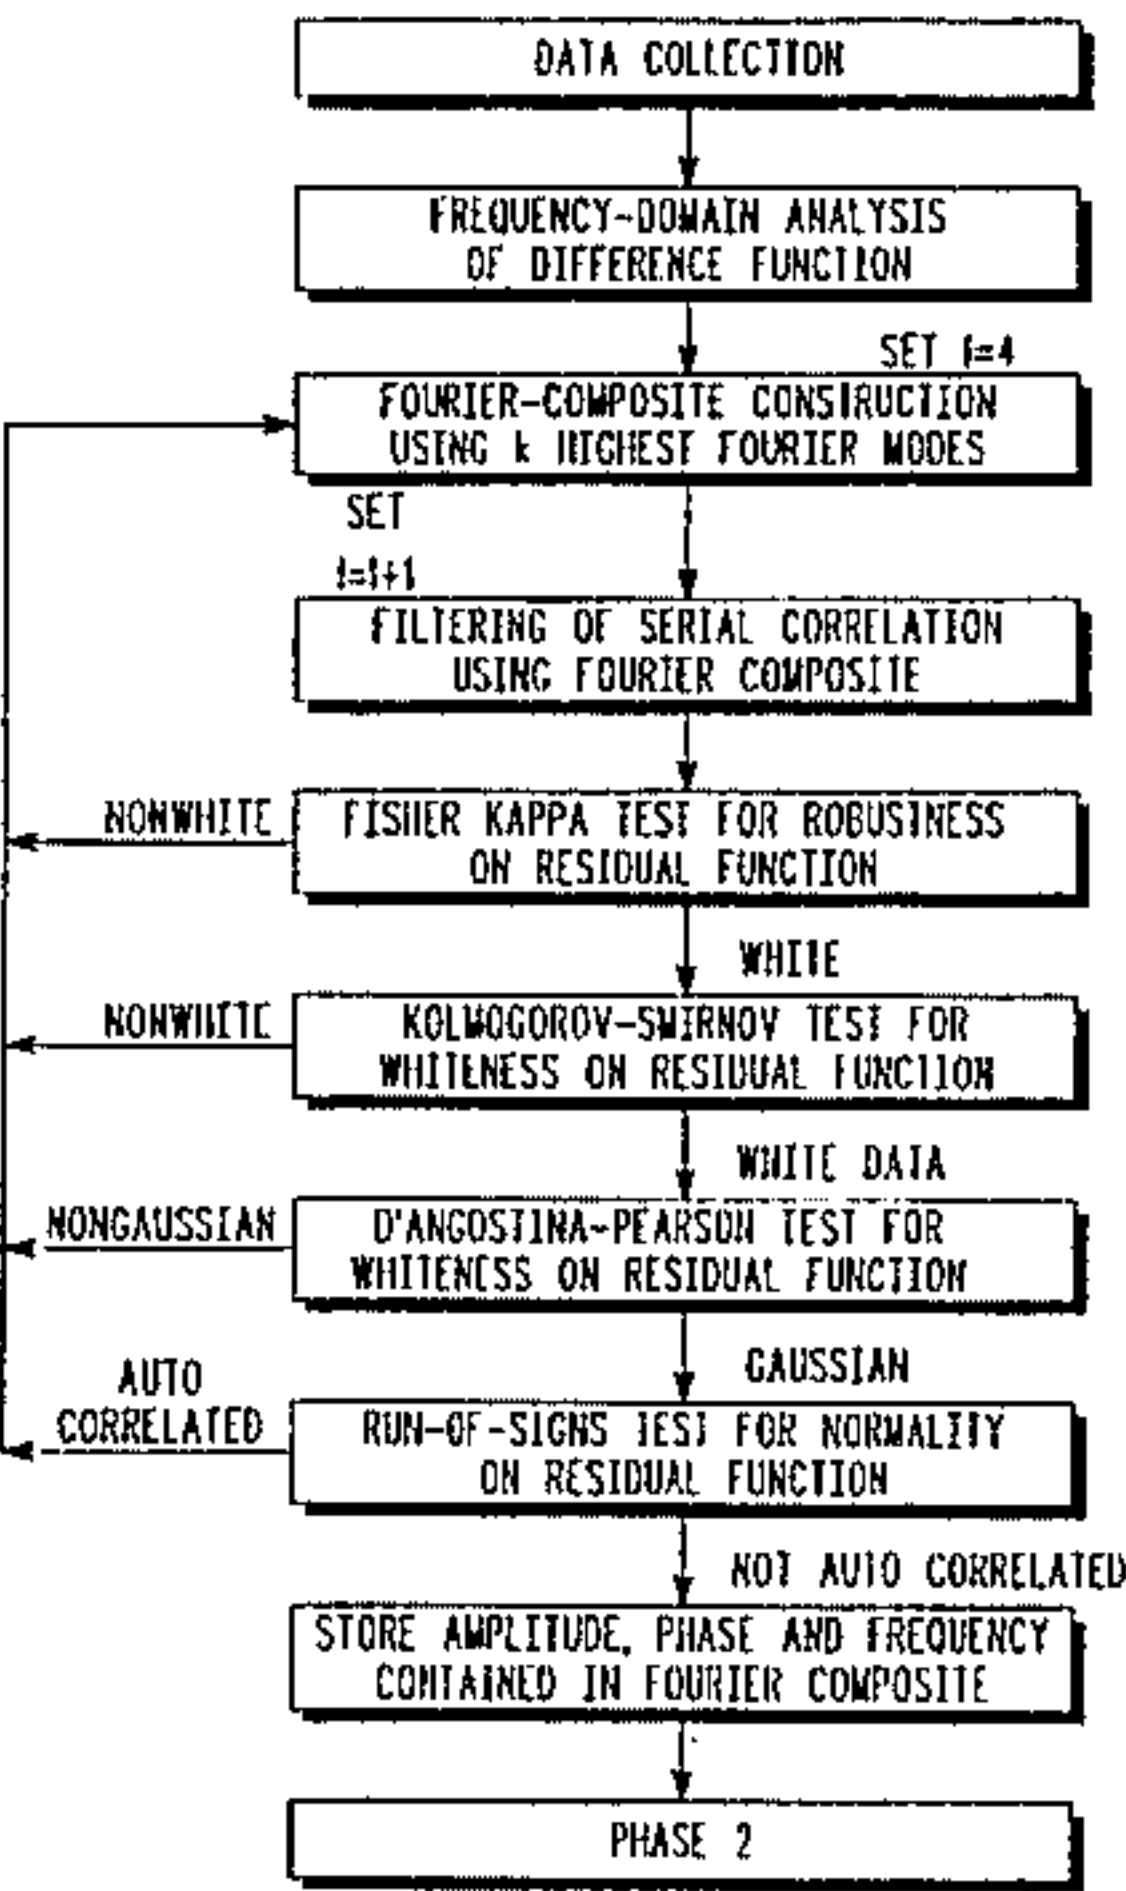 DATA COLLECTION
FREQUENCY-DOMAIN ANALYSIS
OF DIFFERENCE FUNCTION
SET i=4
FOURIER-COMPOSITE CONSTRUCTION
USING k HIGHEST FOURIER MODES
SET
i=i+1
FILTERING OF SERIAL CORRELATION
USING FOURIER COMPOSITE
NONWHITE
FISHER KAPPA TEST FOR ROBUSTNESS
ON RESIDUAL FUNCTION
WHITE
NONWHITE
KOLMOGOROV-SMIRNOV TEST FOR
WHITENESS ON RESIDUAL FUNCTION
WHITE DATA
NONGAUSSIAN
D'ANGOSTINA-PEARSON TEST FOR
WHITENESS ON RESIDUAL FUNCTION
GAUSSIAN
AUTO
CORRELATED
RUN-OF-SIGNS TEST FOR NORMALITY
ON RESIDUAL FUNCTION
NOT AUTO CORRELATED
STORE AMPLITUDE, PHASE AND FREQUENCY
CONTAINED IN FOURIER COMPOSITE
PHASE 2